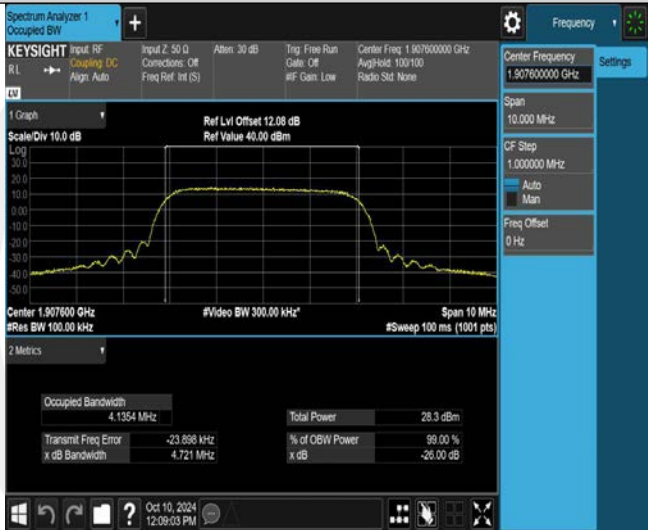 Spectrum Analyzer 1
Occupied BW
Frequency
KEYSIGHT
Input: RF
Input Z: 50 Ω
Atten: 30 dB
Trig: Free Run
Center Freq: 1.907600000 GHz
RL
Coupling: DC
Corrections: Off
Gate: Off
Avg|Hold: 100/100
Align: Auto
Freq Ref: Int (S)
#IF Gain: Low
Radio Std: None
Center Frequency
1.907600000 GHz
Settings
Span
10.000 MHz
CF Step
1.000000 MHz
Auto
Man
Freq Offset
0 Hz
1 Graph
Ref Lvl Offset 12.08 dB
Scale/Div 10.0 dB
Ref Value 40.00 dBm
Log
30.0
20.0
10.0
0.00
-10.0
-20.0
-30.0
-40.0
-50.0
Center 1.907600 GHz
#Video BW 300.00 kHz*
Span 10 MHz
#Res BW 100.00 kHz
#Sweep 100 ms (1001 pts)
2 Metrics
Occupied Bandwidth
4.1354 MHz
Total Power
28.3 dBm
Transmit Freq Error
-23.898 kHz
% of OBW Power
99.00 %
x dB Bandwidth
4.721 MHz
x dB
-26.00 dB
?
Oct 10, 2024
12:09:03 PM